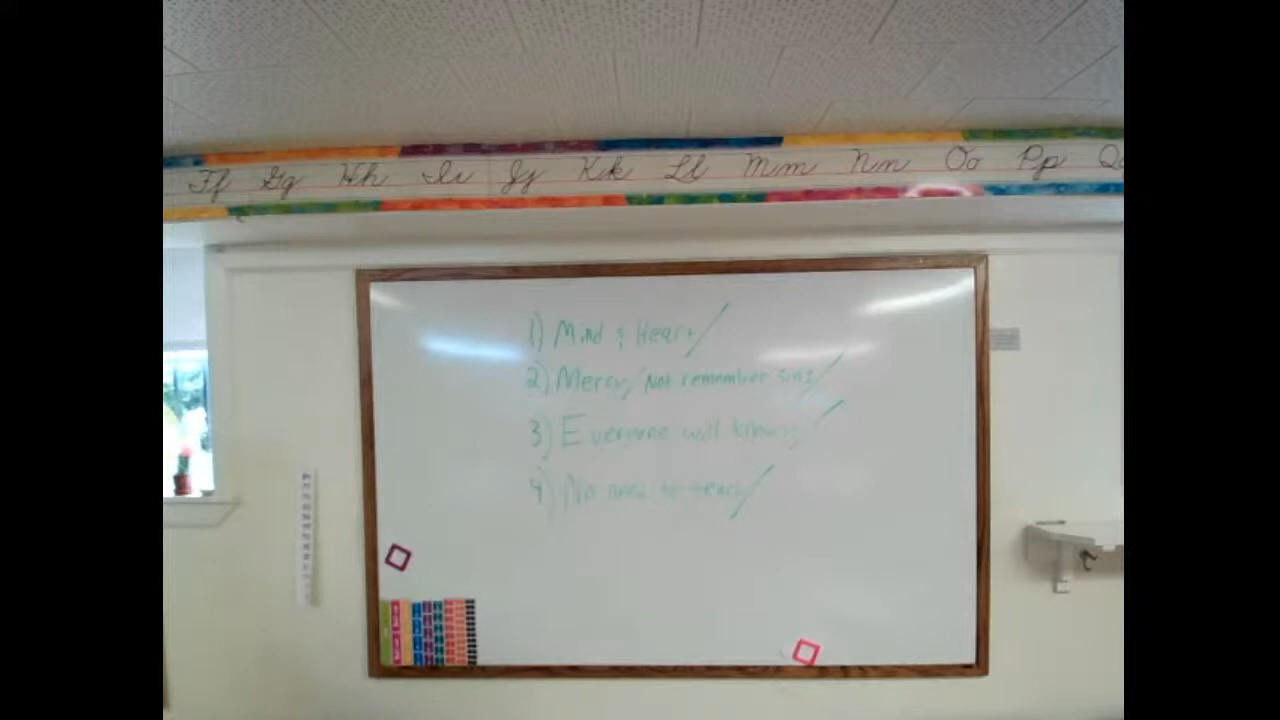 Ff Gg Hh Ii Jj Kk Ll Mm Nn Oo Pp Qq
1) Mind & Heart/
2) Mercy/Not remember sins/
3) Everyone will know/
4) No need to teach/